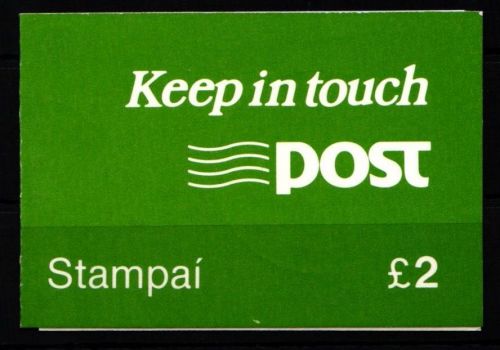 Keep in touch
post
Stampaí £2